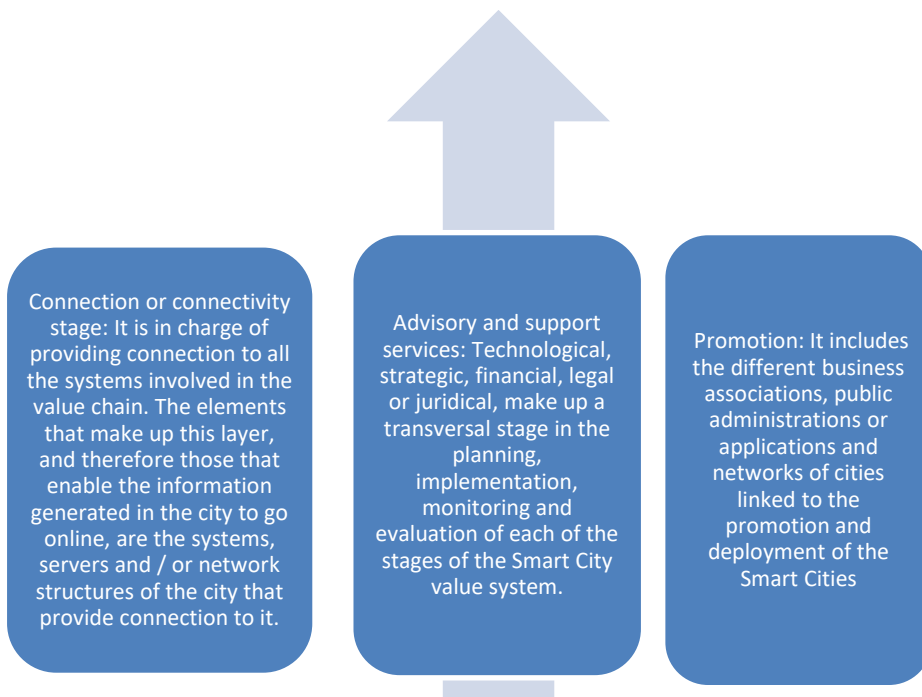 Connection or connectivity
stage: It is in charge of
providing connection to all
the systems involved in the
value chain. The elements
that make up this layer,
and therefore those that
enable the information
generated in the city to go
online, are the systems,
servers and / or network
structures of the city that
provide connection to it.
Advisory and support
services: Technological,
strategic, financial, legal
or juridical, make up a
transversal stage in the
planning,
implementation,
monitoring and
evaluation of each of the
stages of the Smart City
value system.
Promotion: It includes
the different business
associations, public
administrations or
applications and
networks of cities
linked to the
promotion and
deployment of the
Smart Cities